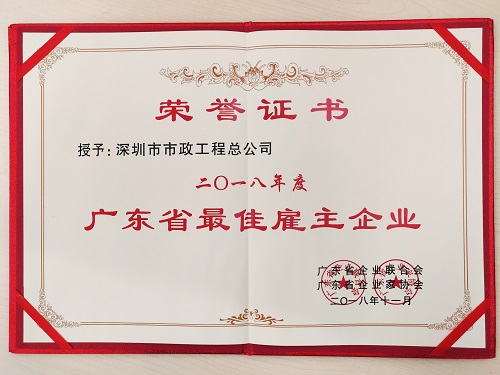 荣誉证书
授予：深圳市市政工程总公司
二〇一八年度
广东省最佳雇主企业
广东省企业联合会
广东省企业家协会
二〇一八年十一月